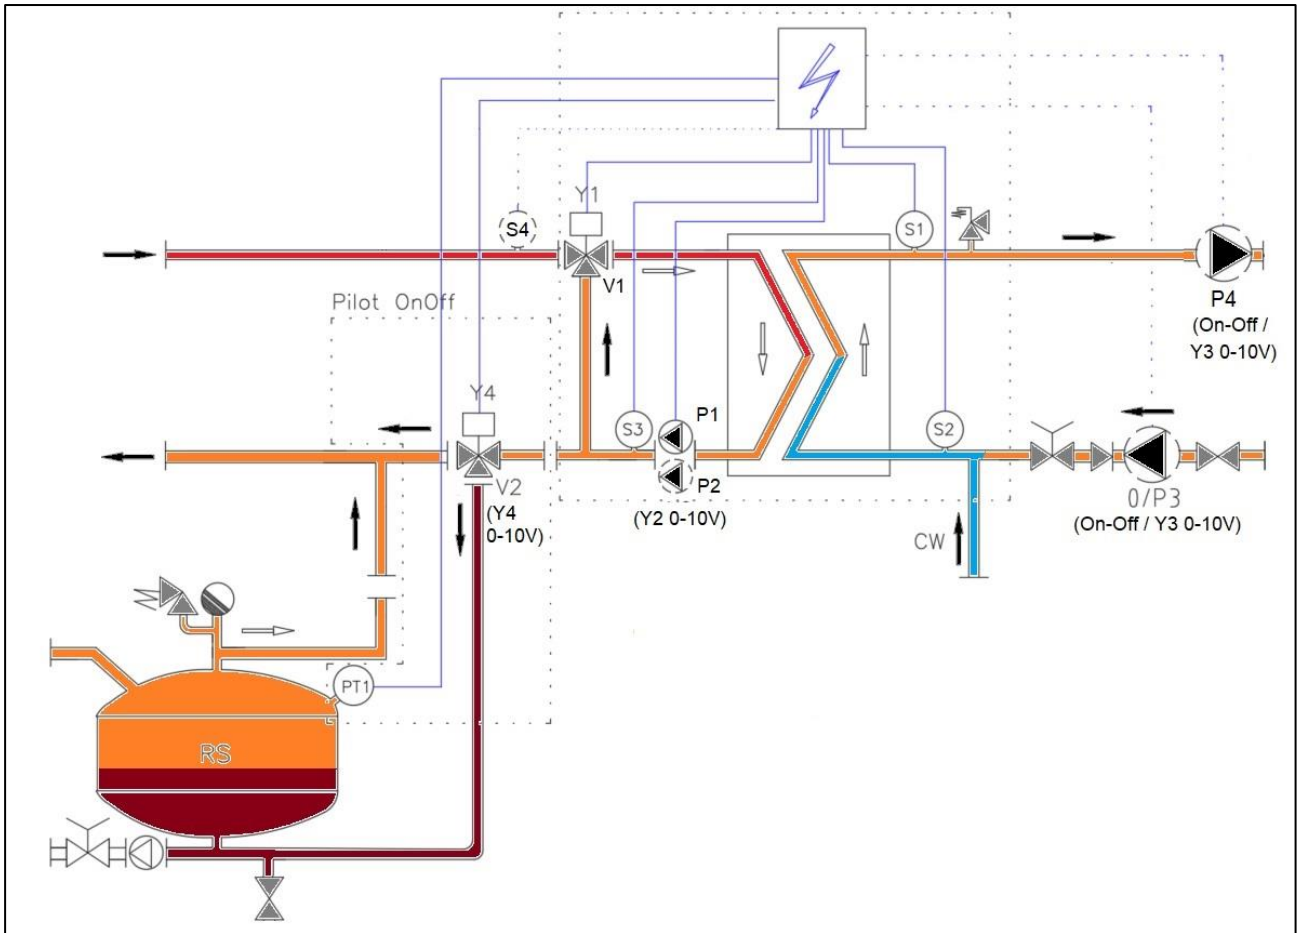 Y1
S4
S1
V1
P4
(On-Off /
Y3 0-10V)
Pilot OnOff
Y4
S3
P1
S2
V2
(Y4
0-10V)
P2
(Y2 0-10V)
0/P3
(On-Off / Y3 0-10V)
CW
PT1
RS